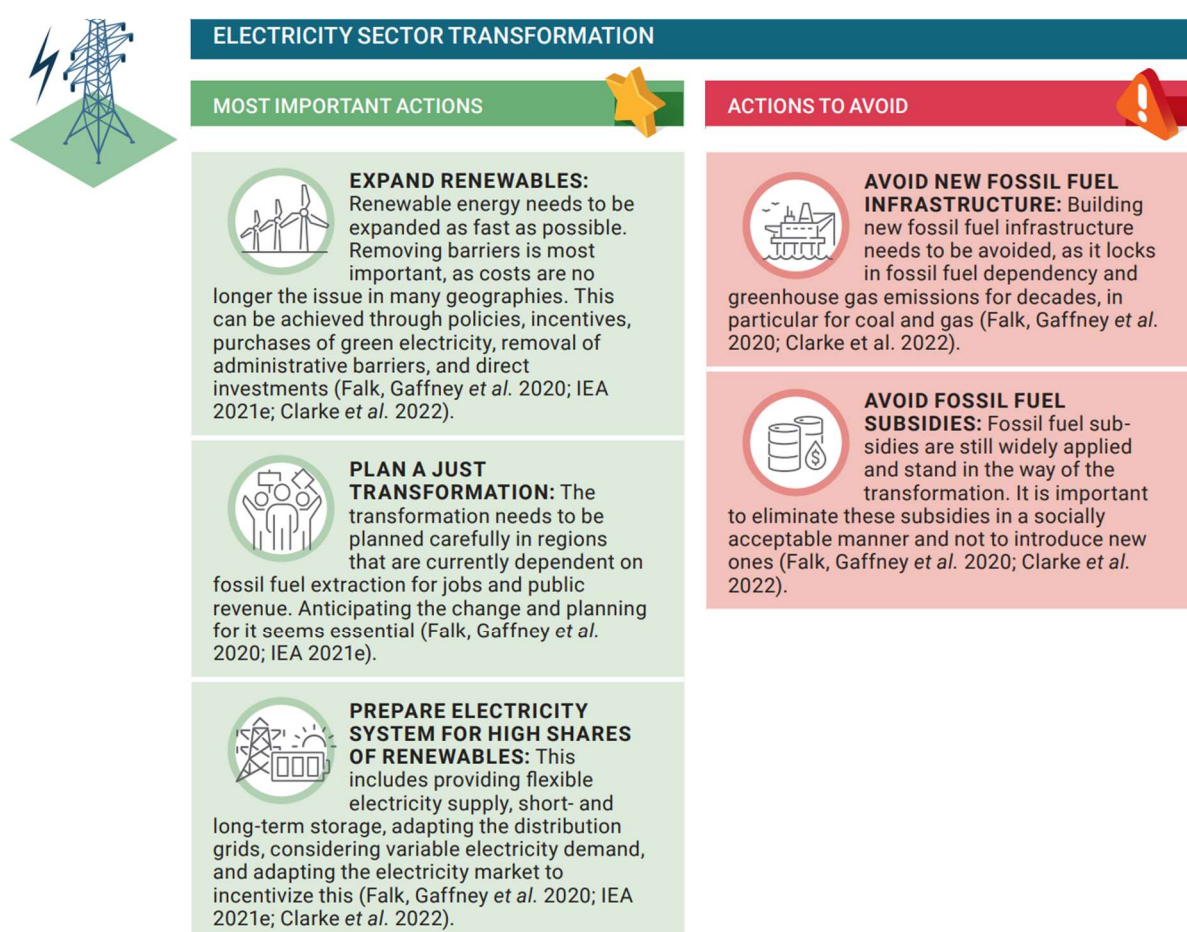 ELECTRICITY SECTOR TRANSFORMATION
MOST IMPORTANT ACTIONS
EXPAND RENEWABLES:
Renewable energy needs to be
expanded as fast as possible.
Removing barriers is most
important, as costs are no
longer the issue in many geographies. This
can be achieved through policies, incentives,
purchases of green electricity, removal of
administrative barriers, and direct
investments (Falk, Gaffney et al. 2020; IEA
2021e; Clarke et al. 2022).
PLAN A JUST
TRANSFORMATION: The
transformation needs to be
planned carefully in regions
that are currently dependent on
fossil fuel extraction for jobs and public
revenue. Anticipating the change and planning
for it seems essential (Falk, Gaffney et al.
2020; IEA 2021e).
PREPARE ELECTRICITY
SYSTEM FOR HIGH SHARES
OF RENEWABLES: This
includes providing flexible
electricity supply, short- and
long-term storage, adapting the distribution
grids, considering variable electricity demand,
and adapting the electricity market to
incentivize this (Falk, Gaffney et al. 2020; IEA
2021e; Clarke et al. 2022).
ACTIONS TO AVOID
AVOID NEW FOSSIL FUEL
INFRASTRUCTURE: Building
new fossil fuel infrastructure
needs to be avoided, as it locks
in fossil fuel dependency and
greenhouse gas emissions for decades, in
particular for coal and gas (Falk, Gaffney et al.
2020; Clarke et al. 2022).
AVOID FOSSIL FUEL
SUBSIDIES: Fossil fuel sub-
sidies are still widely applied
and stand in the way of the
transformation. It is important
to eliminate these subsidies in a socially
acceptable manner and not to introduce new
ones (Falk, Gaffney et al. 2020; Clarke et al.
2022).